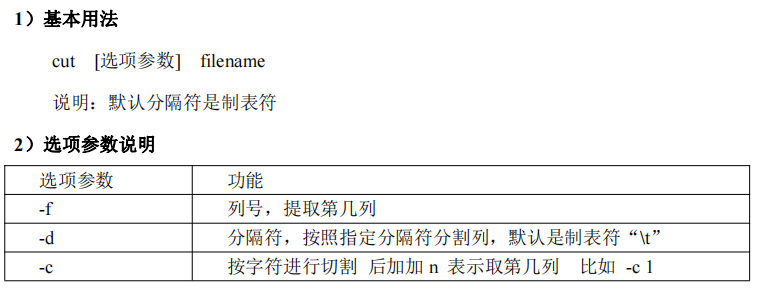 1）基本用法
cut [选项参数] filename
说明：默认分隔符是制表符
2）选项参数说明
选项参数 功能
-f 列号，提取第几列
-d 分隔符，按照指定分隔符分割列，默认是制表符“\t”
-c 按字符进行切割 后加加 n 表示取第几列 比如 -c 1